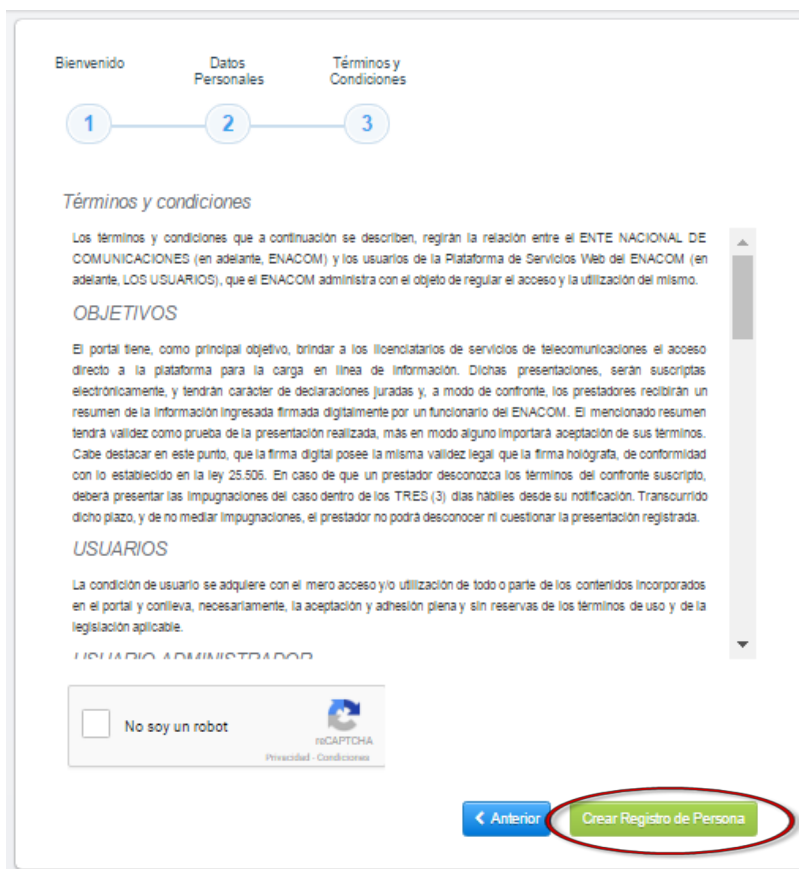 Bienvenido
Datos
Personales
Términos y
Condiciones
1
2
3
Términos y condiciones
Los términos y condiciones que a continuación se describen, regirán la relación entre el ENTE NACIONAL DE
COMUNICACIONES (en adelante, ENACOM) y los usuarios de la Plataforma de Servicios Web del ENACOM (en
adelante, LOS USUARIOS), que el ENACOM administra con el objeto de regular el acceso y la utilización del mismo.
OBJETIVOS
El portal tiene, como principal objetivo, brindar a los licenciatarios de servicios de telecomunicaciones el acceso
directo a la plataforma para la carga en línea de información. Dichas presentaciones, serán suscriptas
electrónicamente, y tendrán carácter de declaraciones juradas y, a modo de confronte, los prestadores recibirán un
resumen de la información ingresada firmada digitalmente por un funcionario del ENACOM. El mencionado resumen
tendrá validez como prueba de la presentación realizada, más en modo alguno importará aceptación de sus términos.
Cabe destacar en este punto, que la firma digital posee la misma validez legal que la firma hológrafa, de conformidad
con lo establecido en la ley 25.506. En caso de que un prestador desconozca los términos del confronte suscripto,
deberá presentar las impugnaciones del caso dentro de los TRES (3) días hábiles desde su notificación. Transcurrido
dicho plazo, y de no mediar impugnaciones, el prestador no podrá desconocer ni cuestionar la presentación registrada.
USUARIOS
La condición de usuario se adquiere con el mero acceso y/o utilización de todo o parte de los contenidos incorporados
en el portal y conlleva, necesariamente, la aceptación y adhesión plena y sin reservas de los términos de uso y de la
legislación aplicable.
USUARIO ADMINISTRADOR
No soy un robot
reCAPTCHA
Privacidad - Condiciones
Anterior
Crear Registro de Persona